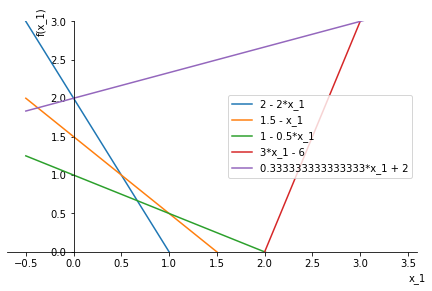 f(x_1)
3.0
2.5
2.0
1.5
1.0
0.5
0.0
2 - 2*x_1
1.5 - x_1
1 - 0.5*x_1
3*x_1 - 6
0.333333333333333*x_1 + 2
−0.5 0.0 0.5 1.0 1.5 2.0 2.5 3.0 3.5
x_1